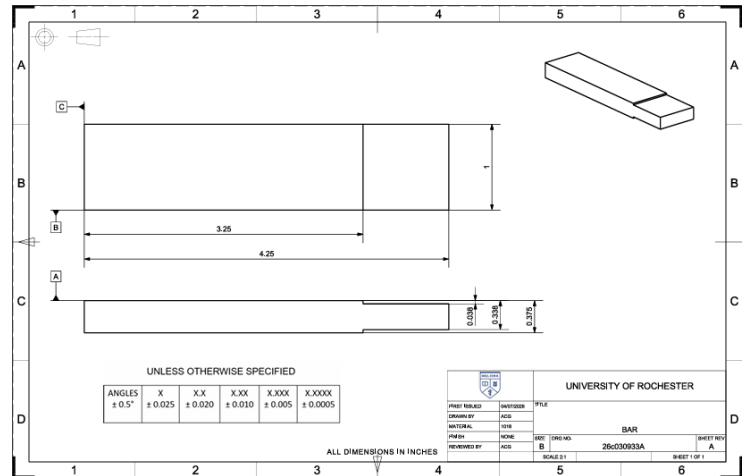 1 2 3 4 5 6
A A
C
B B
1
B
3.25
4.25
A
C C
0.038
0.338
0.375
UNLESS OTHERWISE SPECIFIED
ANGLES X X.X X.XX X.XXX X.XXXX
± 0.5° ± 0.025 ± 0.020 ± 0.010 ± 0.005 ± 0.0005
UNIVERSITY OF ROCHESTER
FIRST ISSUED TITLE
DRAWN BY ACG
MATERIAL 1018 BAR
FINISH NONE SIZE DRG NO. SHEET REV
REVIEWED BY ACG B 26c030933A A
SCALE 2:1 SHEET 1 OF 1
D D
ALL DIMENSIONS IN INCHES
1 2 3 4 5 6